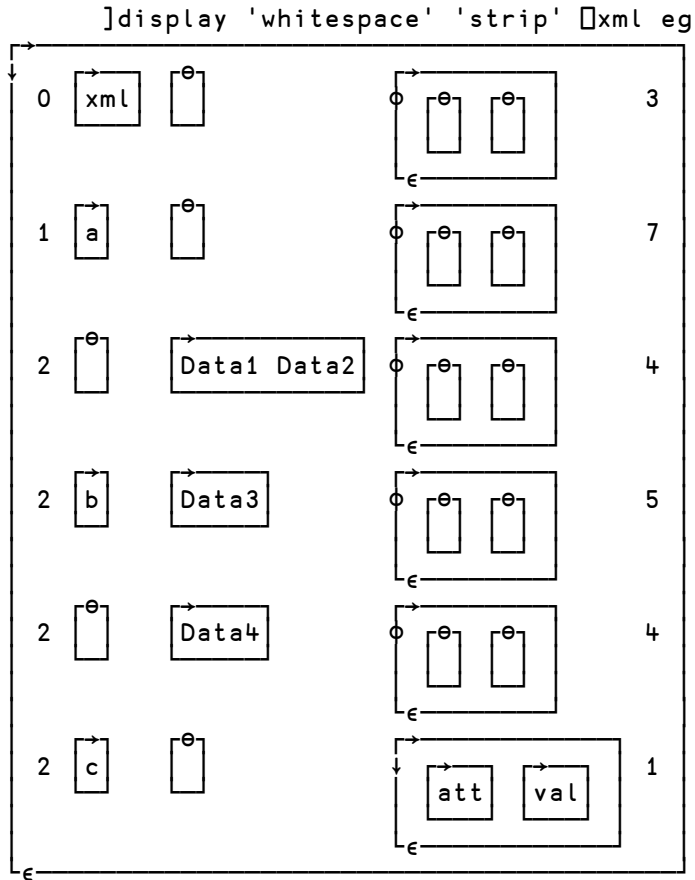 ]display 'whitespace' 'strip' ⎕xml eg
┌→────────────────────────────────────────┐
↓   ┌→──┐ ┌⊖┐           ┌→────────┐       │
│ 0 │xml│ │ │           ⌽ ┌⊖┐ ┌⊖┐ │     3 │
│   └───┘ └─┘           │ │ │ │ │ │       │
│                       │ └─┘ └─┘ │       │
│                       └∊────────┘       │
│   ┌→┐   ┌⊖┐           ┌→────────┐       │
│ 1 │a│   │ │           ⌽ ┌⊖┐ ┌⊖┐ │     7 │
│   └─┘   └─┘           │ │ │ │ │ │       │
│                       │ └─┘ └─┘ │       │
│                       └∊────────┘       │
│   ┌⊖┐   ┌→──────────┐ ┌→────────┐       │
│ 2 │ │   │Data1 Data2│ ⌽ ┌⊖┐ ┌⊖┐ │     4 │
│   └─┘   └───────────┘ │ │ │ │ │ │       │
│                       │ └─┘ └─┘ │       │
│                       └∊────────┘       │
│   ┌→┐   ┌→────┐       ┌→────────┐       │
│ 2 │b│   │Data3│       ⌽ ┌⊖┐ ┌⊖┐ │     5 │
│   └─┘   └─────┘       │ │ │ │ │ │       │
│                       │ └─┘ └─┘ │       │
│                       └∊────────┘       │
│   ┌⊖┐   ┌→────┐       ┌→────────┐       │
│ 2 │ │   │Data4│       ⌽ ┌⊖┐ ┌⊖┐ │     4 │
│   └─┘   └─────┘       │ │ │ │ │ │       │
│                       │ └─┘ └─┘ │       │
│                       └∊────────┘       │
│   ┌→┐   ┌⊖┐           ┌→────────────┐   │
│ 2 │c│   │ │           ↓ ┌→──┐ ┌→──┐ │ 1 │
│   └─┘   └─┘           │ │att│ │val│ │   │
│                       │ └───┘ └───┘ │   │
│                       └∊────────────┘   │
└∊────────────────────────────────────────┘